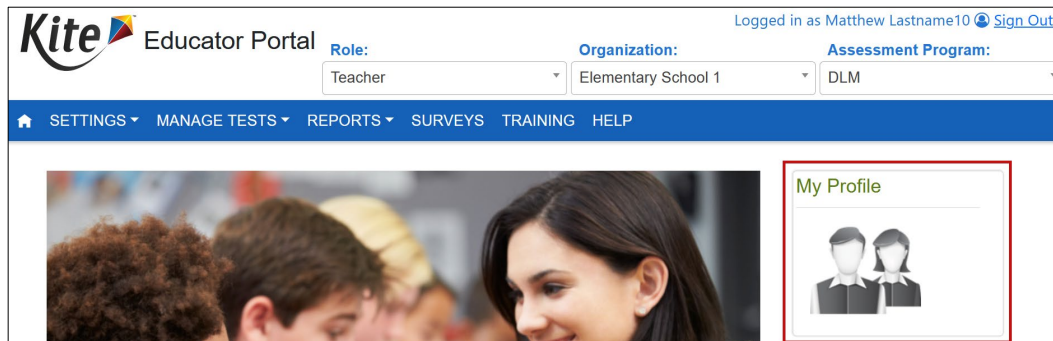 Logged in as Matthew Lastname10 Sign Out
Kite Educator Portal
Role: Organization: Assessment Program:
Teacher Elementary School 1 DLM
SETTINGS MANAGE TESTS REPORTS SURVEYS TRAINING HELP
My Profile